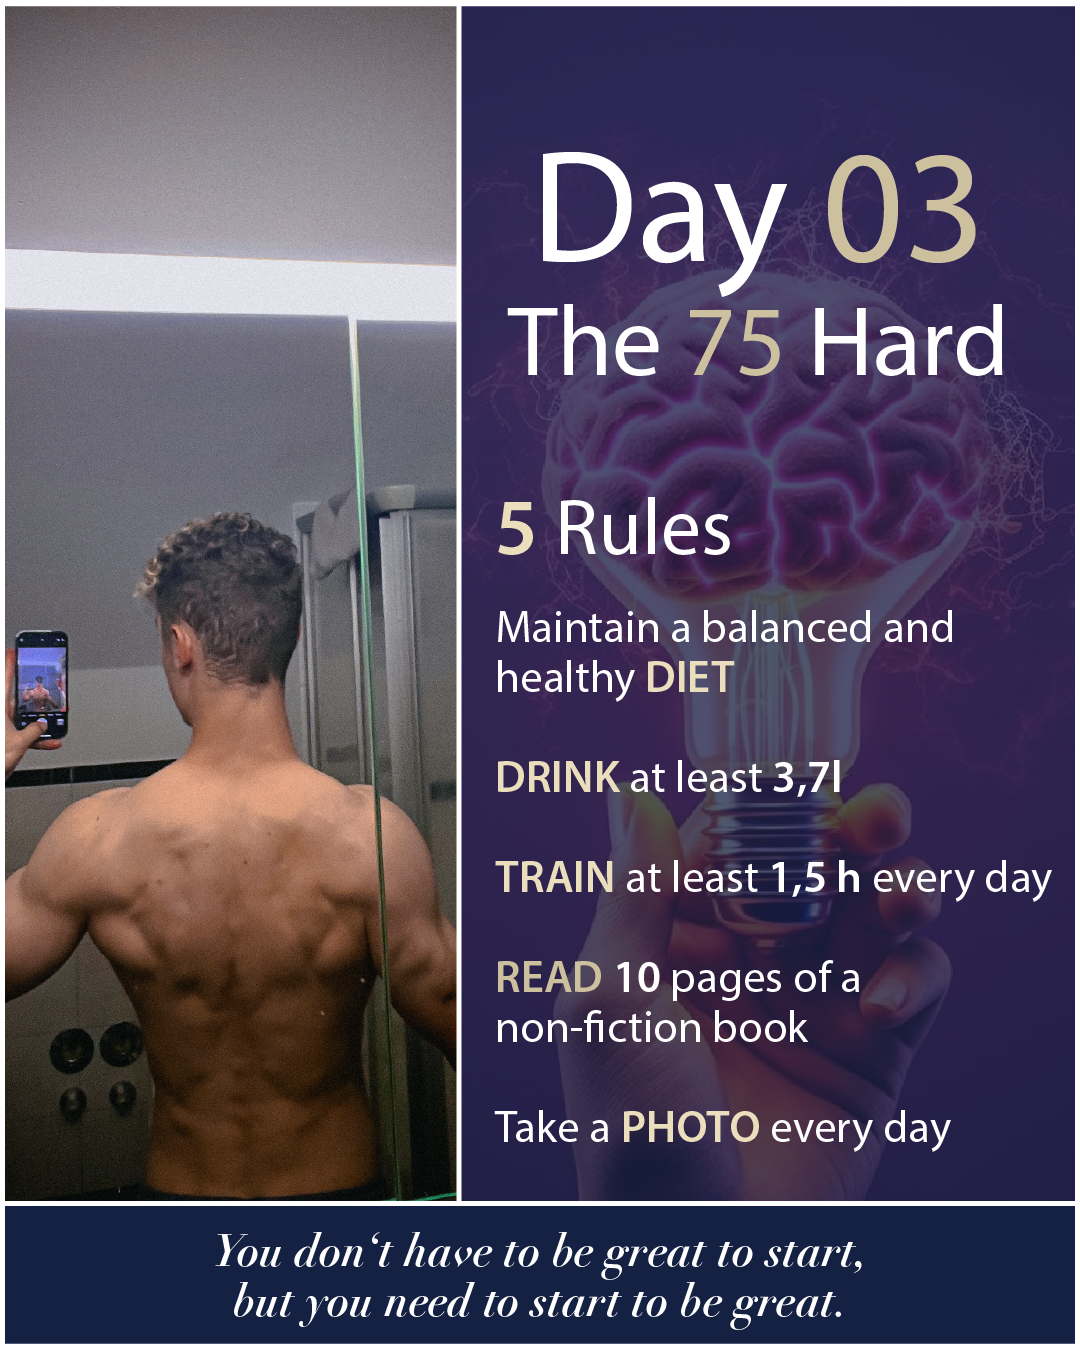 Day 03
The 75 Hard
5 Rules
Maintain a balanced and
healthy DIET
DRINK at least 3,7l
TRAIN at least 1,5 h every day
READ 10 pages of a
non-fiction book
Take a PHOTO every day
You don‘t have to be great to start,
but you need to start to be great.